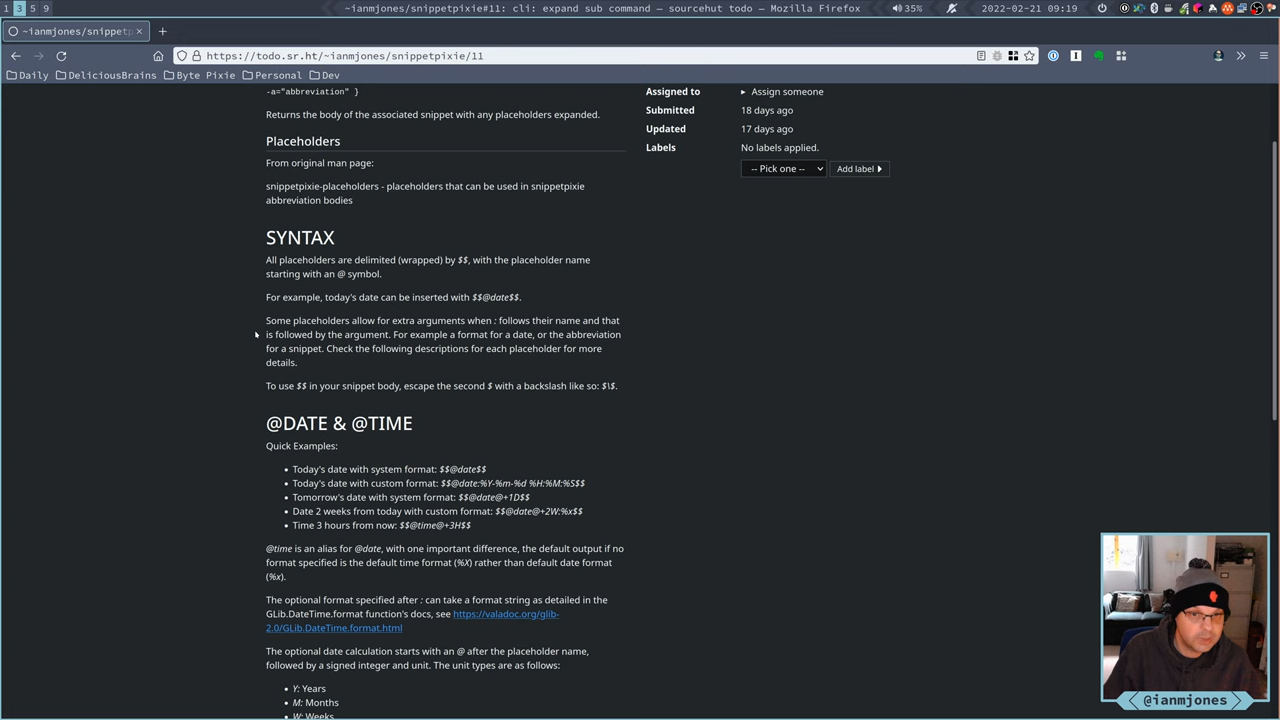 1 3 5 9
~ianmjones/snippetpixie#11: cli: expand sub command — sourcehut todo — Mozilla Firefox
35%
2022-02-21 09:19
~ianmjones/snippetp
https://todo.sr.ht/~ianmjones/snippetpixie/11
Daily DeliciousBrains Byte Pixie Personal Dev
-a="abbreviation" }
Returns the body of the associated snippet with any placeholders expanded.
Placeholders
From original man page:
snippetpixie-placeholders - placeholders that can be used in snippetpixie
abbreviation bodies
SYNTAX
All placeholders are delimited (wrapped) by $$, with the placeholder name
starting with an @ symbol.
For example, today's date can be inserted with $$@date$$.
Some placeholders allow for extra arguments when : follows their name and that
is followed by the argument. For example a format for a date, or the abbreviation
for a snippet. Check the following descriptions for each placeholder for more
details.
To use $$ in your snippet body, escape the second $ with a backslash like so: $\$.
@DATE & @TIME
Quick Examples:
• Today's date with system format: $$@date$$
• Today's date with custom format: $$@date:%Y-%m-%d %H:%M:%S$$
• Tomorrow's date with system format: $$@date@+1D$$
• Date 2 weeks from today with custom format: $$@date@+2W:%x$$
• Time 3 hours from now: $$@time@+3H$$
@time is an alias for @date, with one important difference, the default output if no
format specified is the default time format (%X) rather than default date format
(%x).
The optional format specified after : can take a format string as detailed in the
GLib.DateTime.format function's docs, see https://valadoc.org/glib-
2.0/GLib.DateTime.format.html
The optional date calculation starts with an @ after the placeholder name,
followed by a signed integer and unit. The unit types are as follows:
• Y: Years
• M: Months
• W: Weeks
Assigned to
Assign someone
Submitted
18 days ago
Updated
17 days ago
Labels
No labels applied.
-- Pick one --
Add label
@ianmjones